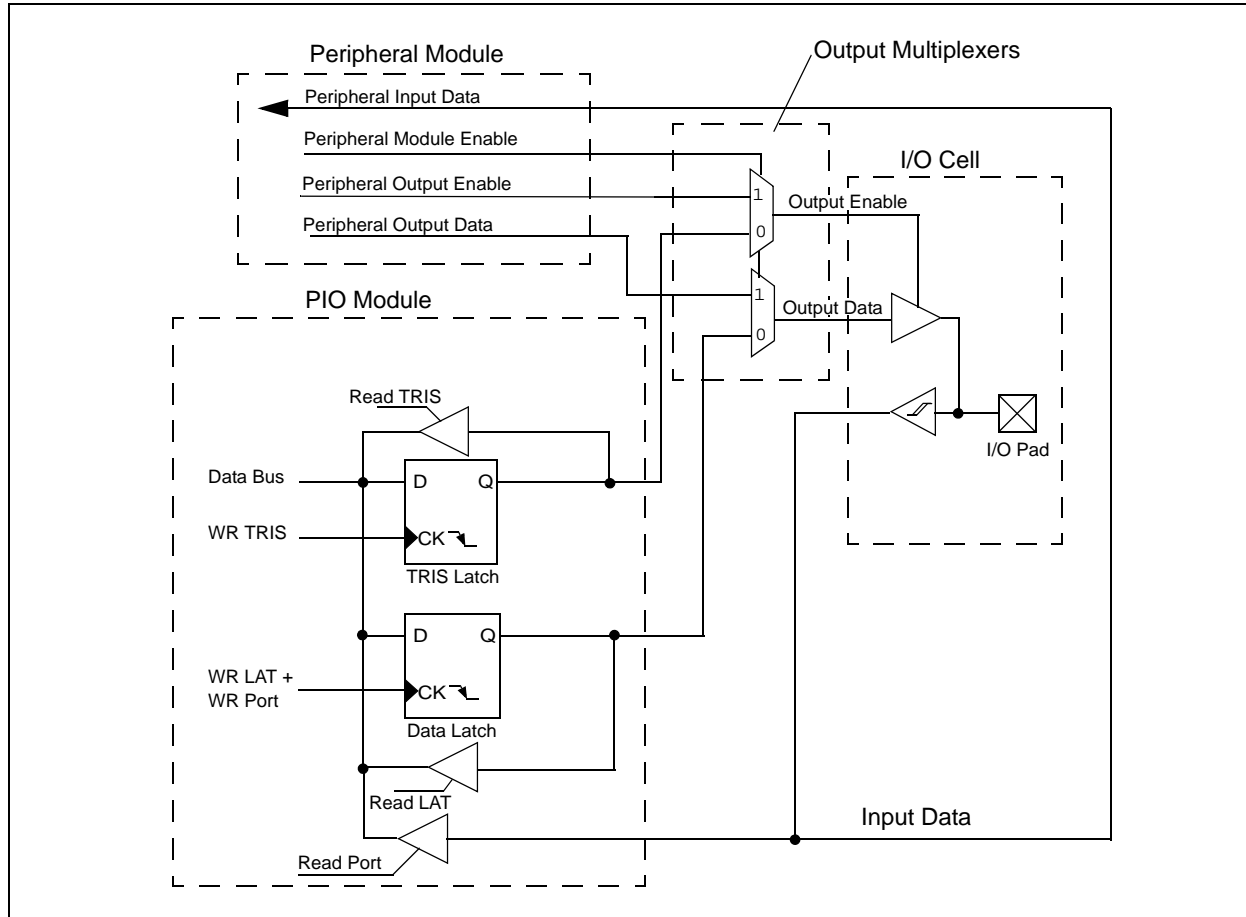 Peripheral Module
Output Multiplexers
Peripheral Input Data
Peripheral Module Enable
I/O Cell
Peripheral Output Enable
1
Output Enable
Peripheral Output Data
0
PIO Module
1
Output Data
0
Read TRIS
I/O Pad
Data Bus
D
Q
WR TRIS
CK
TRIS Latch
D
Q
WR LAT +
WR Port
CK
Data Latch
Read LAT
Input Data
Read Port